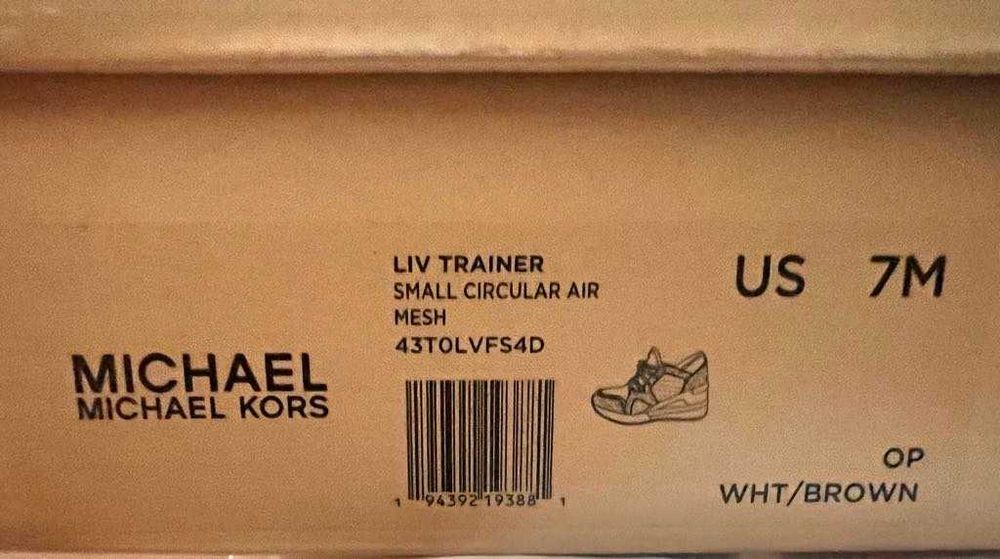 LIV TRAINER
SMALL CIRCULAR AIR
MESH
43T0LVFS4D
US 7M
MICHAEL
MICHAEL KORS
1 94392 19388 1
OP
WHT/BROWN